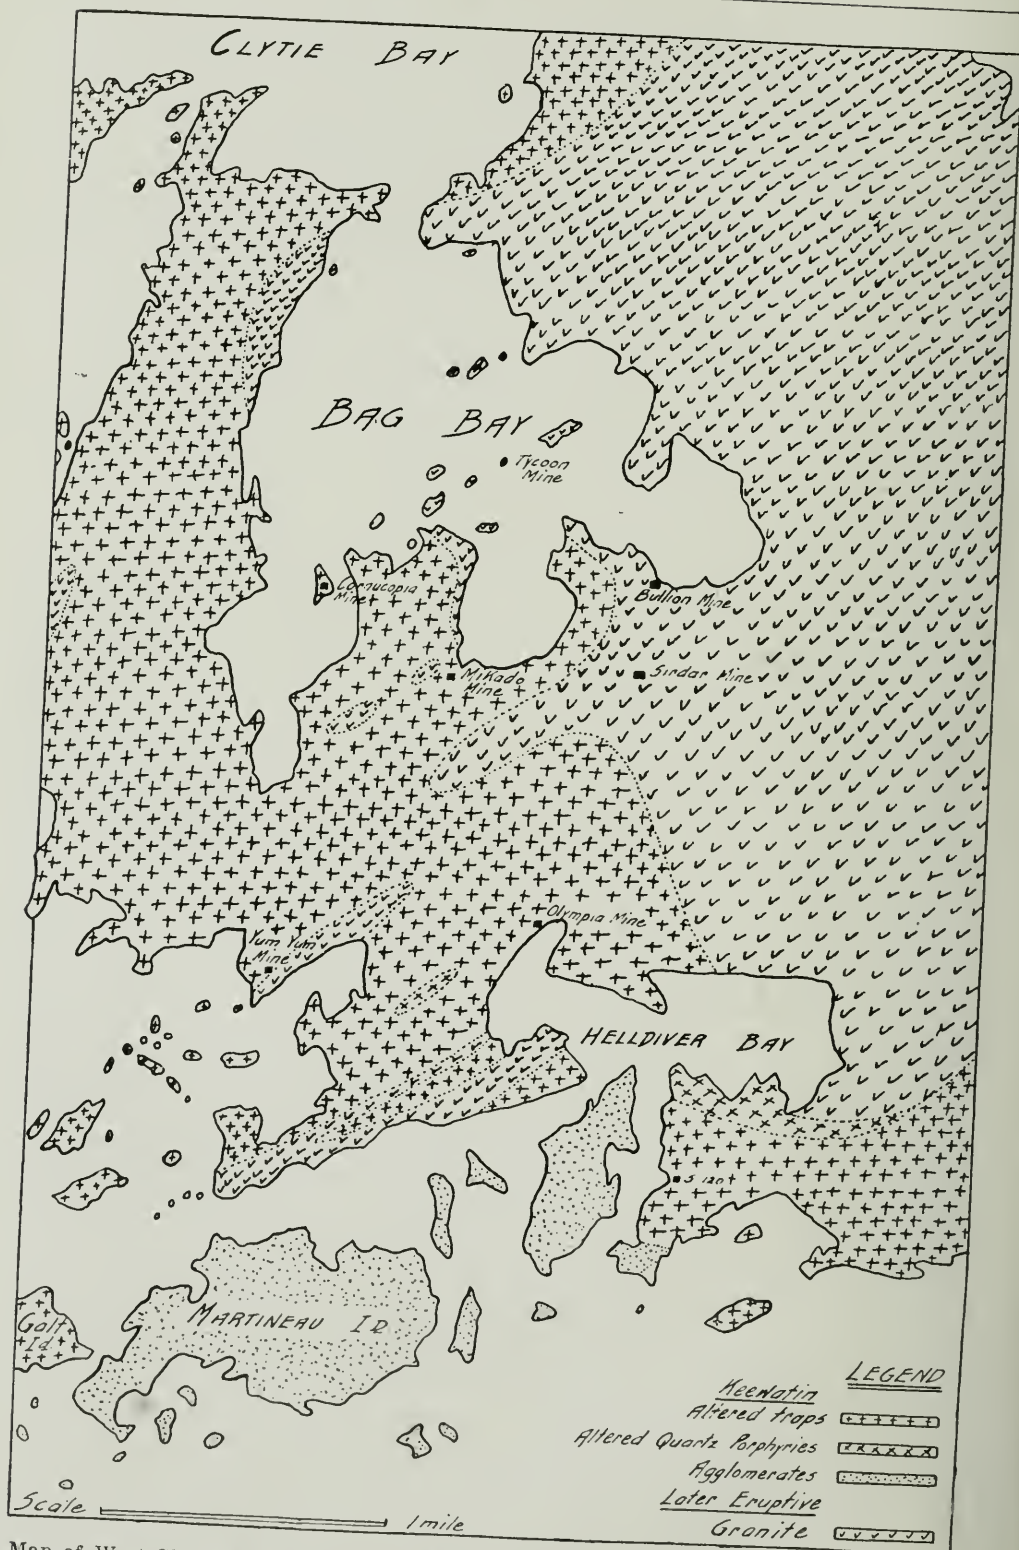 CLYTIE BAY
BAG BAY
Tycoon
Mine
Cornucopia
Mine
Bullion Mine
Mikado
Mine
Sirdar Mine
Olympia Mine
Yum Yum
Mine
HELLDIVER BAY
MARTINEAU ID
Galt
Id
LEGEND
Keewatin
Altered traps
Altered Quartz Porphyries
Agglomerates
Later Eruptive
Granite
Scale
1 mile
Map of